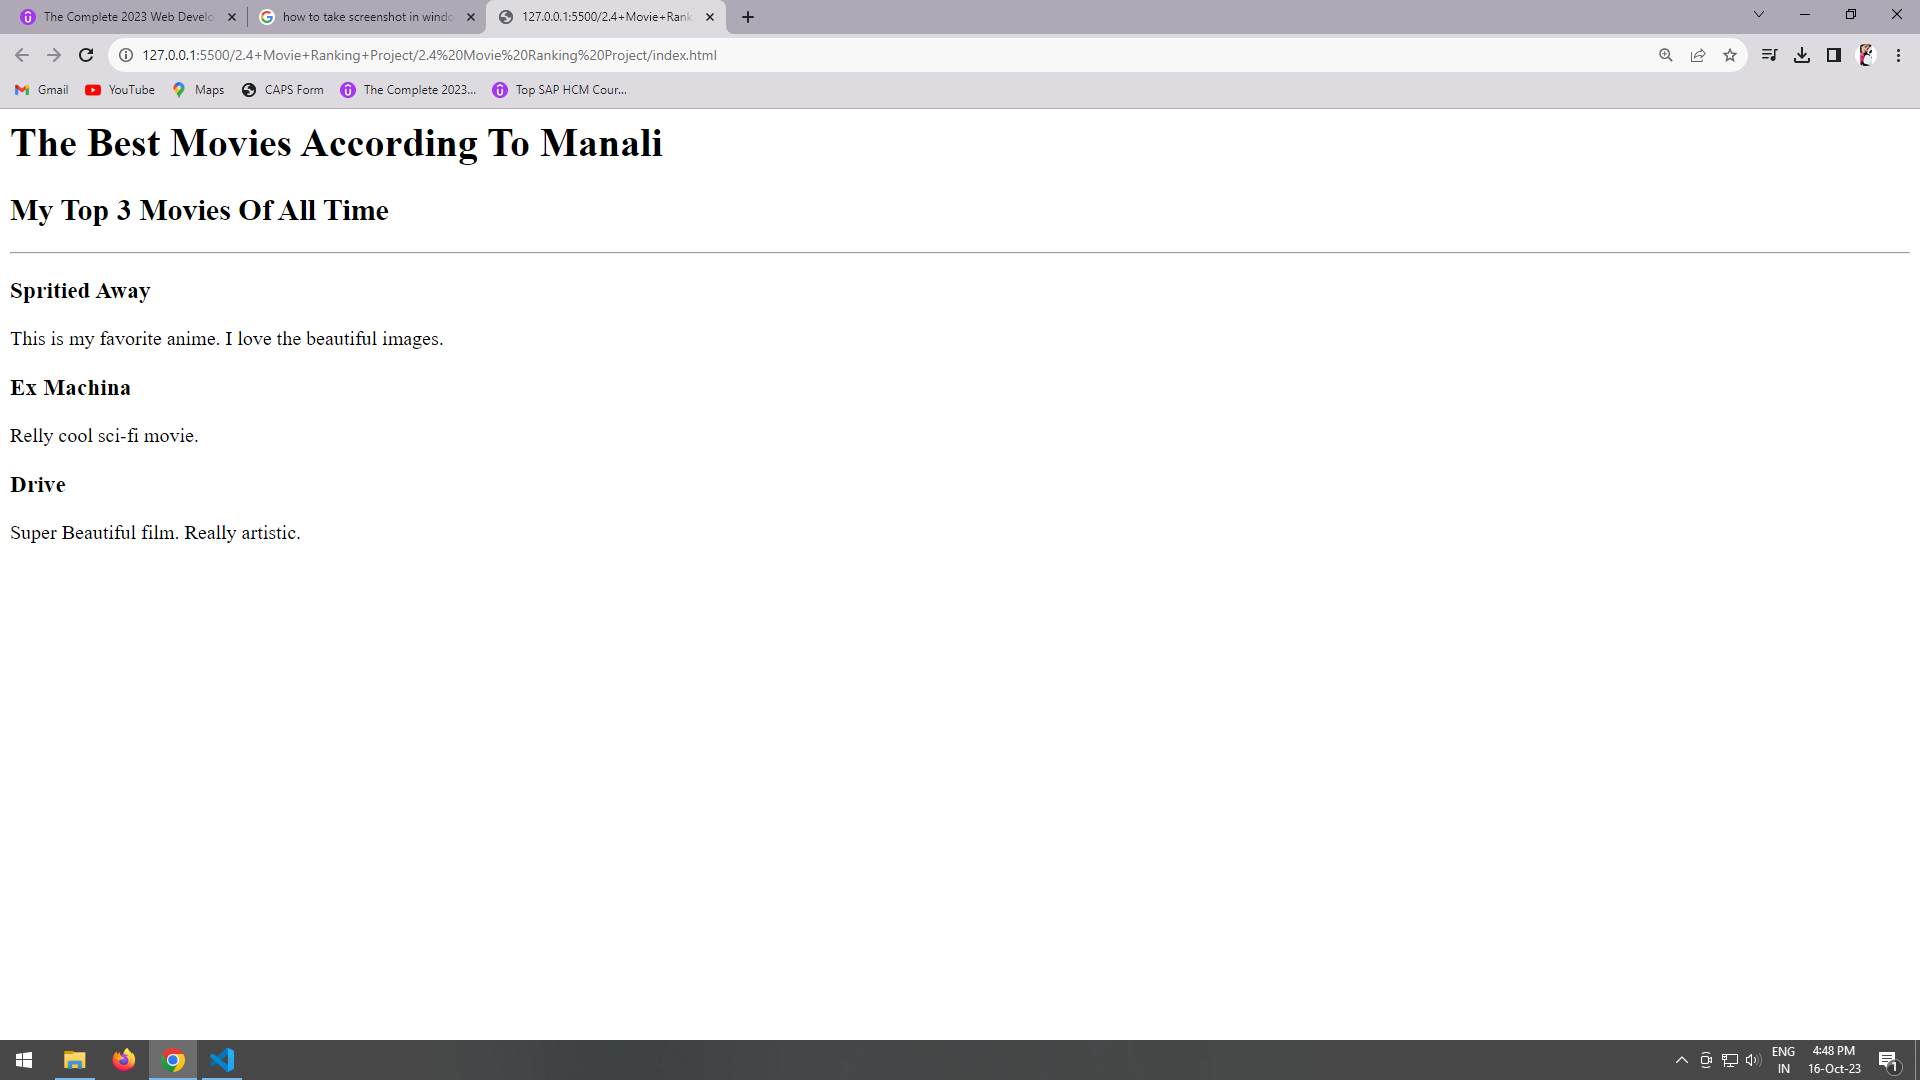 The Complete 2023 Web Develo
how to take screenshot in windo
127.0.0.1:5500/2.4+Movie+Rank
127.0.0.1:5500/2.4+Movie+Ranking+Project/2.4%20Movie%20Ranking%20Project/index.html
Gmail YouTube Maps CAPS Form The Complete 2023... Top SAP HCM Cour...
The Best Movies According To Manali
My Top 3 Movies Of All Time
Spritied Away
This is my favorite anime. I love the beautiful images.
Ex Machina
Relly cool sci-fi movie.
Drive
Super Beautiful film. Really artistic.
ENG 4:48 PM
IN 16-Oct-23
1